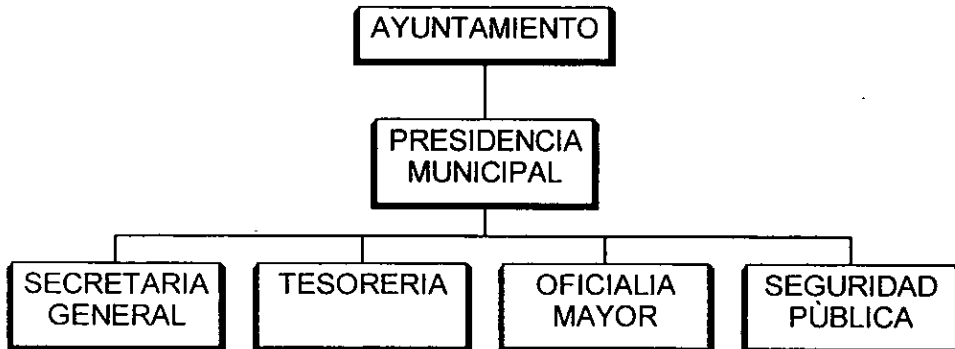 AYUNTAMIENTO
PRESIDENCIA
MUNICIPAL
SECRETARIA
GENERAL
TESORERIA
OFICIALIA
MAYOR
SEGURIDAD
PÙBLICA